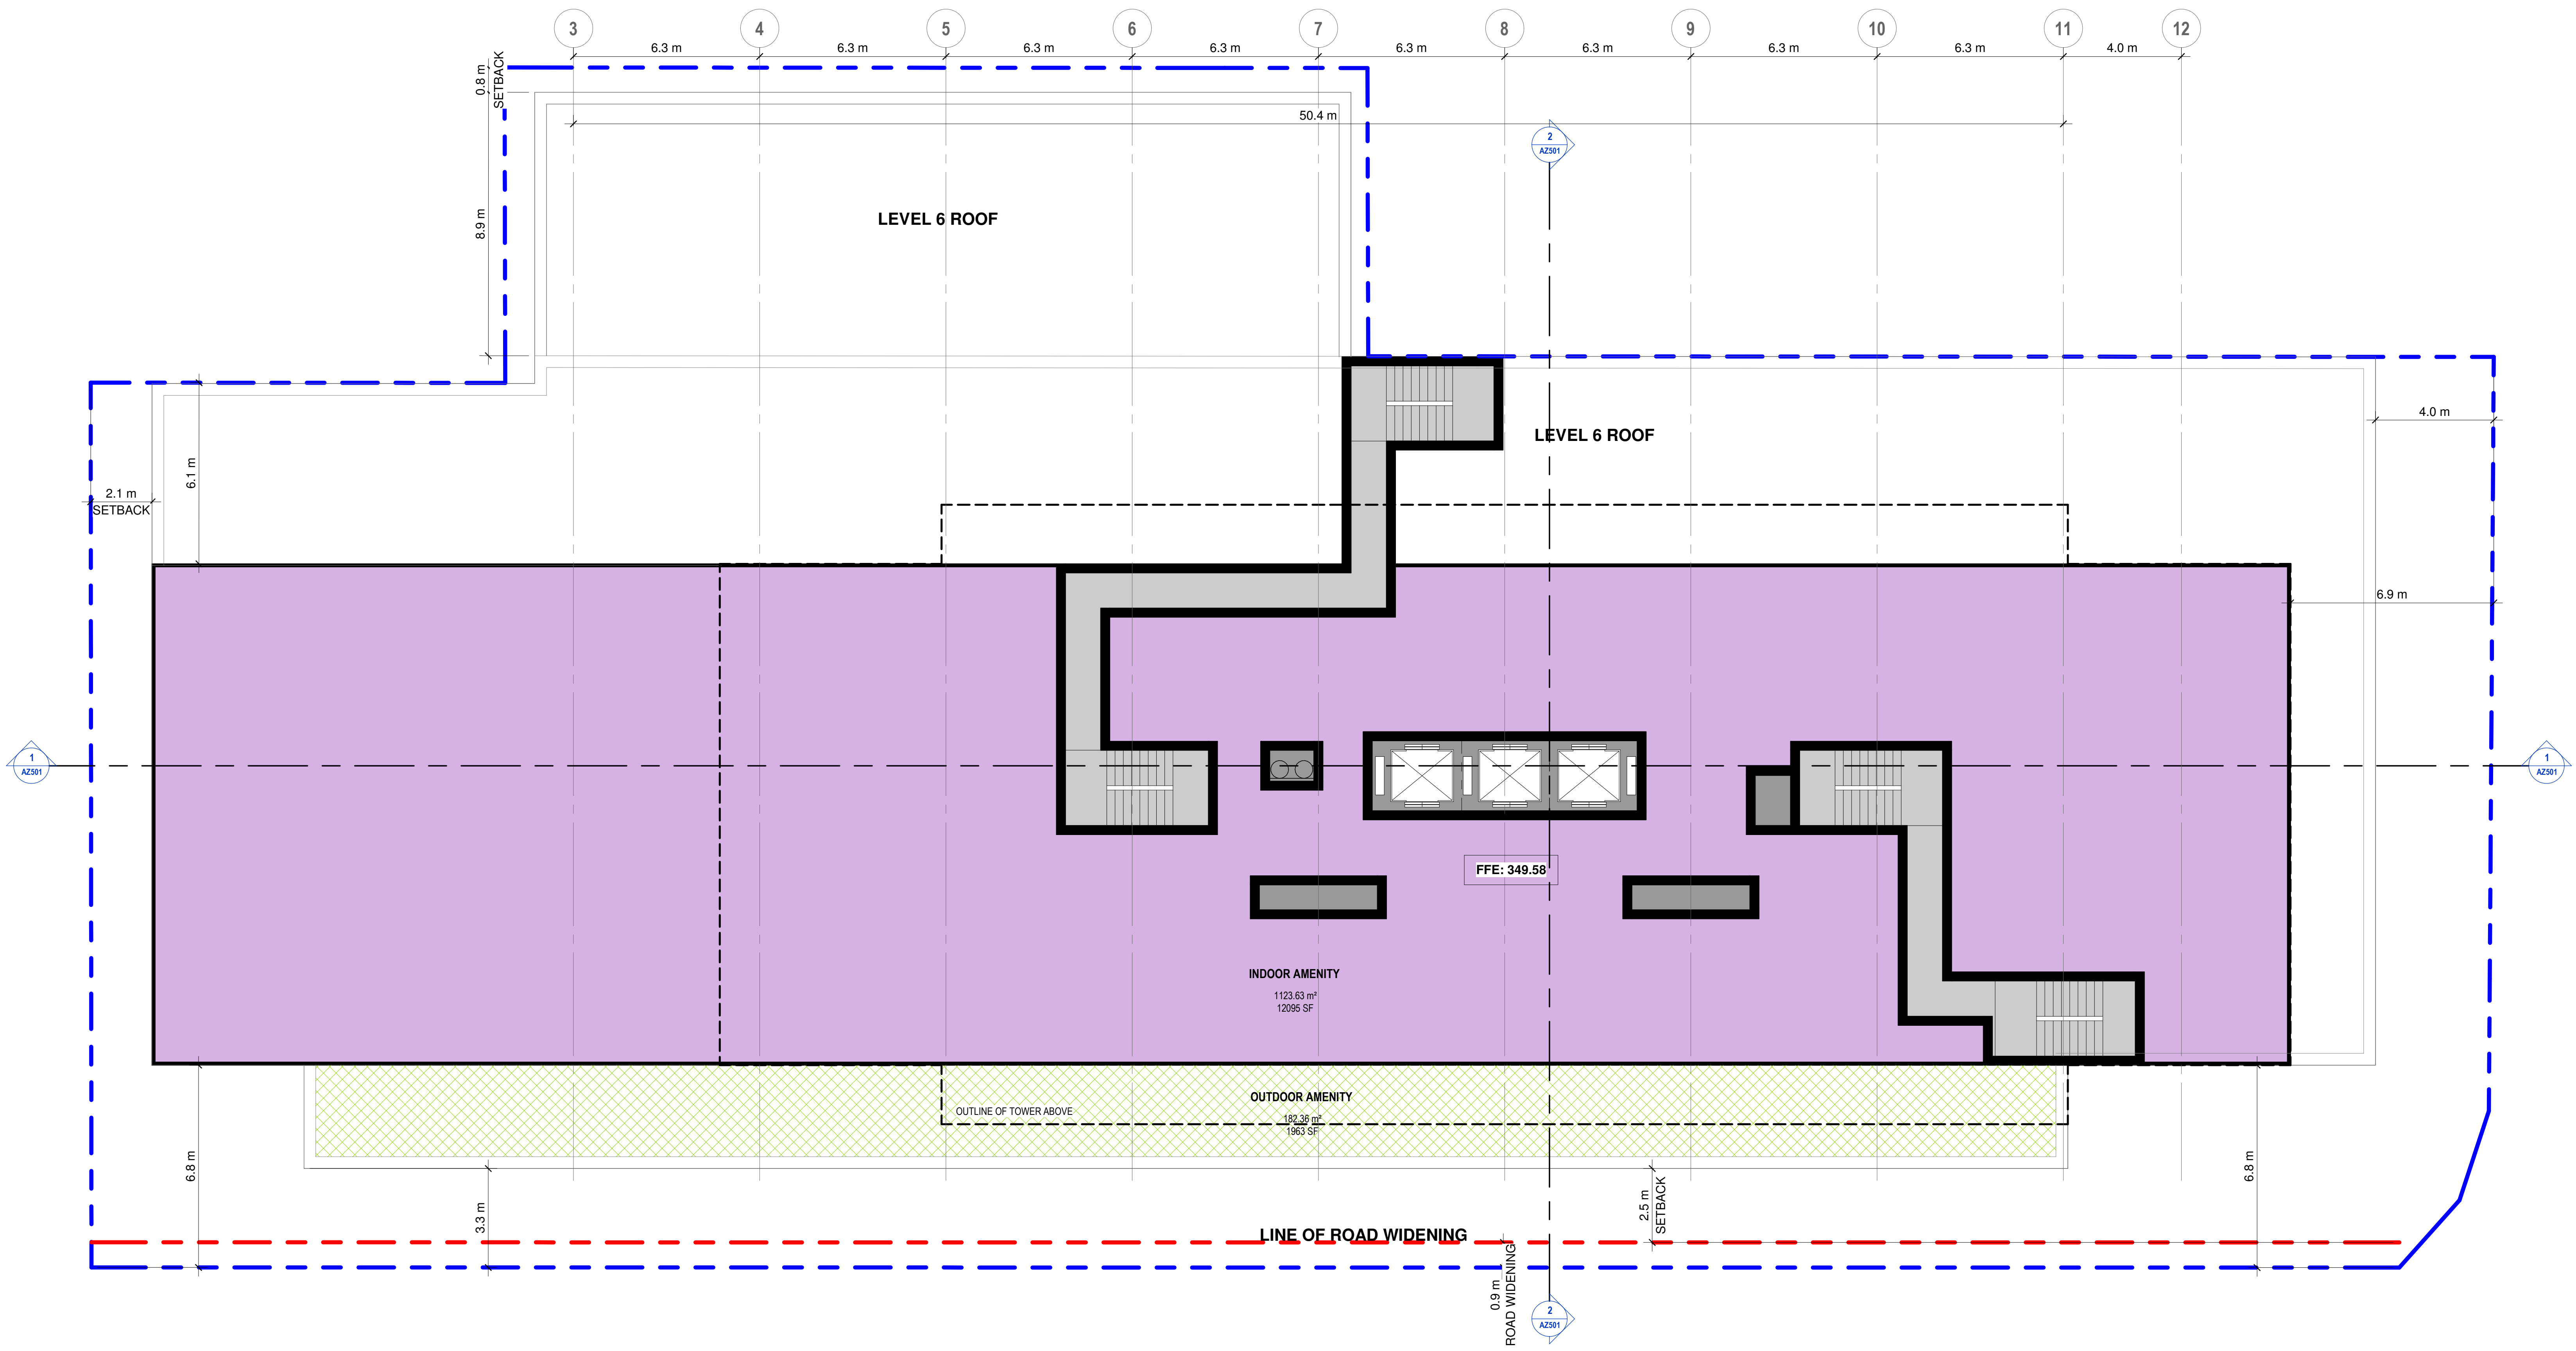 3 4 5 6 7 8 9 10 11 12
6.3 m 6.3 m 6.3 m 6.3 m 6.3 m 6.3 m 6.3 m 6.3 m 4.0 m
0.8 m
SETBACK
50.4 m
2
AZ501
8.9 m
LEVEL 6 ROOF
4.0 m
LEVEL 6 ROOF
6.1 m
2.1 m
SETBACK
6.9 m
1
AZ501
1
AZ501
FFE: 349.58
INDOOR AMENITY
1123.63 m²
12095 SF
OUTDOOR AMENITY
OUTLINE OF TOWER ABOVE
182.36 m²
1963 SF
6.8 m
3.3 m
2.5 m
SETBACK
6.8 m
LINE OF ROAD WIDENING
0.9 m
ROAD WIDENING
2
AZ501